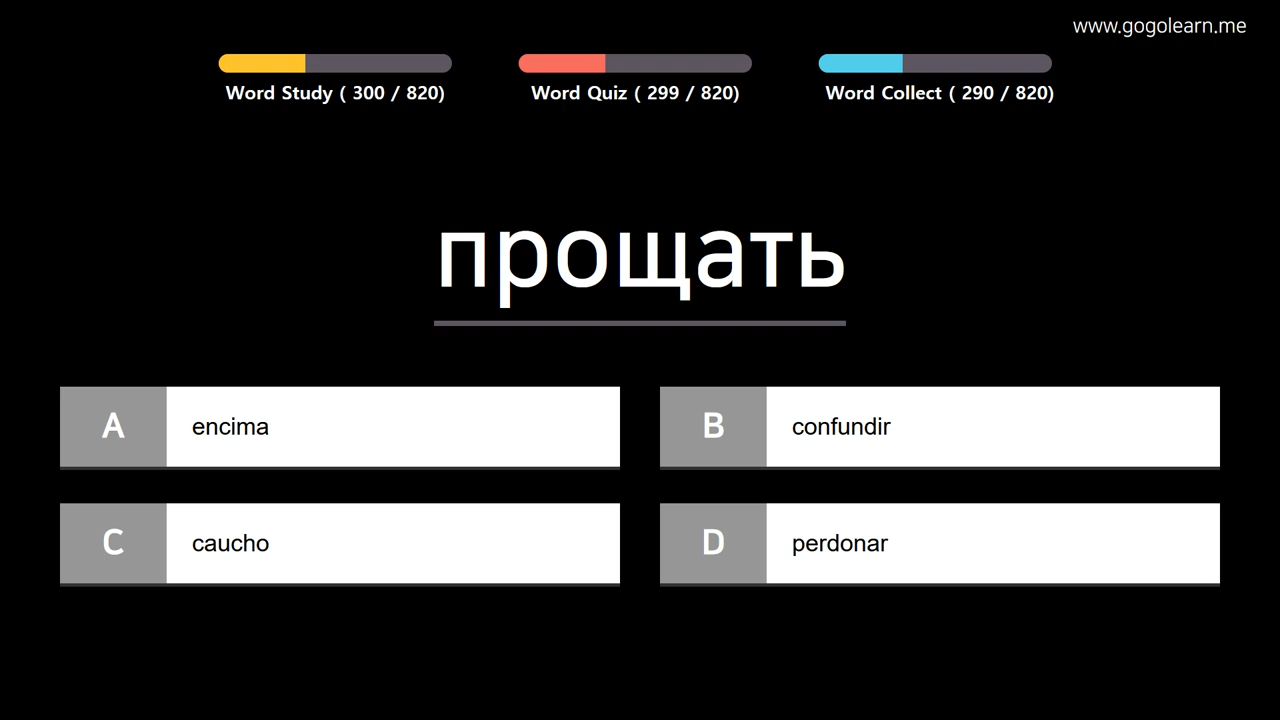 www.gogolearn.me
Word Study ( 300 / 820)
Word Quiz ( 299 / 820)
Word Collect ( 290 / 820)
прощать
A encima
B confundir
C caucho
D perdonar